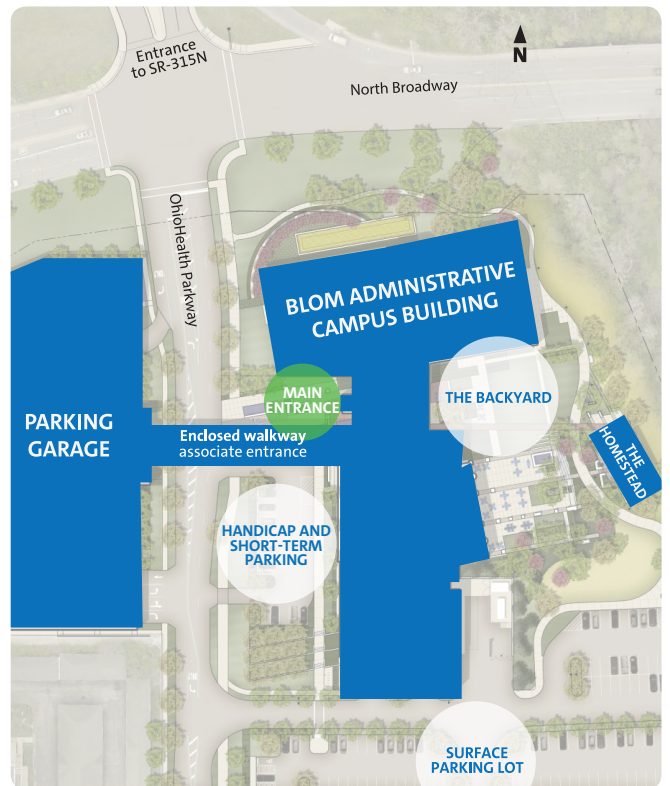 Entrance
to SR-315N
N
North Broadway
OhioHealth Parkway
BLOM ADMINISTRATIVE
CAMPUS BUILDING
MAIN
ENTRANCE
THE BACKYARD
PARKING
GARAGE
Enclosed walkway
associate entrance
THE
HOMESTEAD
HANDICAP AND
SHORT-TERM
PARKING
SURFACE
PARKING LOT